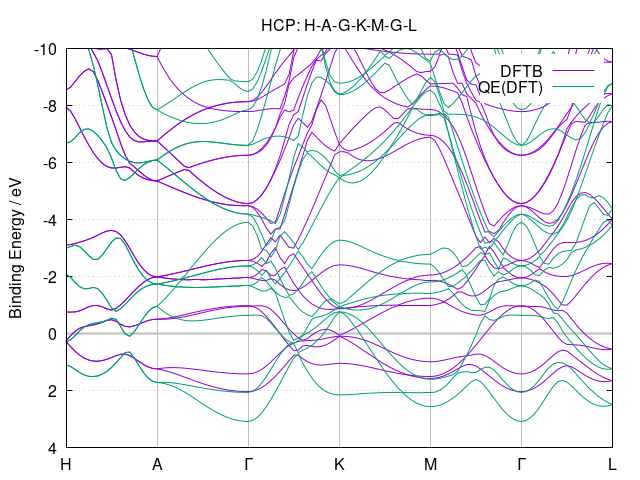 HCP: H-A-G-K-M-G-L
Binding Energy / eV
-10
-8
-6
-4
-2
0
2
4
DFTB
QE(DFT)
H A Γ K M Γ L